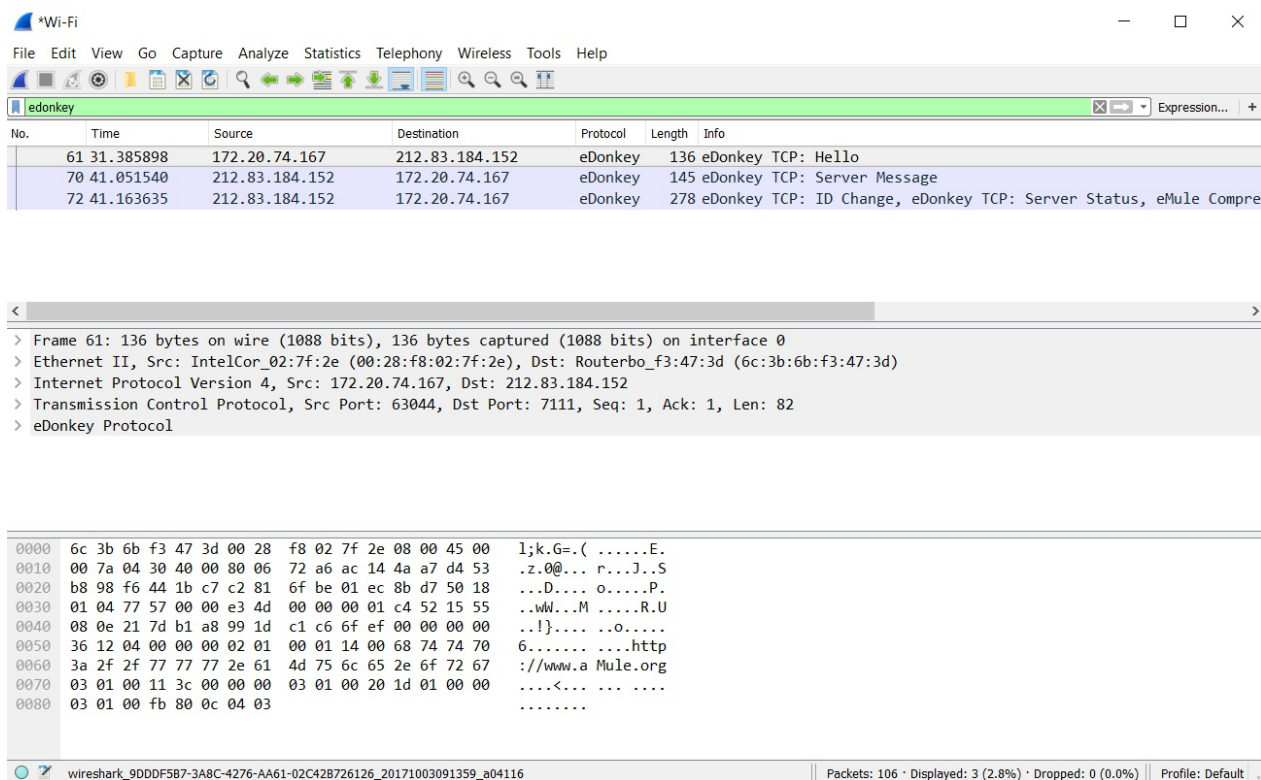 *Wi-Fi
File Edit View Go Capture Analyze Statistics Telephony Wireless Tools Help
edonkey Expression... +
No. Time Source Destination Protocol Length Info
61 31.385898 172.20.74.167 212.83.184.152 eDonkey 136 eDonkey TCP: Hello
70 41.051540 212.83.184.152 172.20.74.167 eDonkey 145 eDonkey TCP: Server Message
72 41.163635 212.83.184.152 172.20.74.167 eDonkey 278 eDonkey TCP: ID Change, eDonkey TCP: Server Status, eMule Compre
> Frame 61: 136 bytes on wire (1088 bits), 136 bytes captured (1088 bits) on interface 0
> Ethernet II, Src: IntelCor_02:7f:2e (00:28:f8:02:7f:2e), Dst: Routerbo_f3:47:3d (6c:3b:6b:f3:47:3d)
> Internet Protocol Version 4, Src: 172.20.74.167, Dst: 212.83.184.152
> Transmission Control Protocol, Src Port: 63044, Dst Port: 7111, Seq: 1, Ack: 1, Len: 82
> eDonkey Protocol
0000 6c 3b 6b f3 47 3d 00 28 f8 02 7f 2e 08 00 45 00 l;k.G=.( ......E.
0010 00 7a 04 30 40 00 80 06 72 a6 ac 14 4a a7 d4 53 .z.0@... r...J..S
0020 b8 98 f6 44 1b c7 c2 81 6f be 01 ec 8b d7 50 18 ...D.... o.....P.
0030 01 04 77 57 00 00 e3 4d 00 00 00 01 c4 52 15 55 ..wW...M .....R.U
0040 08 0e 21 7d b1 a8 99 1d c1 c6 6f ef 00 00 00 00 ..!}.... ..o.....
0050 36 12 04 00 00 00 02 01 00 01 14 00 68 74 74 70 6....... ....http
0060 3a 2f 2f 77 77 77 2e 61 4d 75 6c 65 2e 6f 72 67 ://www.a Mule.org
0070 03 01 00 11 3c 00 00 00 03 01 00 20 1d 01 00 00 ....<... ... ....
0080 03 01 00 fb 80 0c 04 03 ........
wireshark_9DDDF5B7-3A8C-4276-AA61-02C42B726126_20171003091359_a04116 Packets: 106 · Displayed: 3 (2.8%) · Dropped: 0 (0.0%) Profile: Default